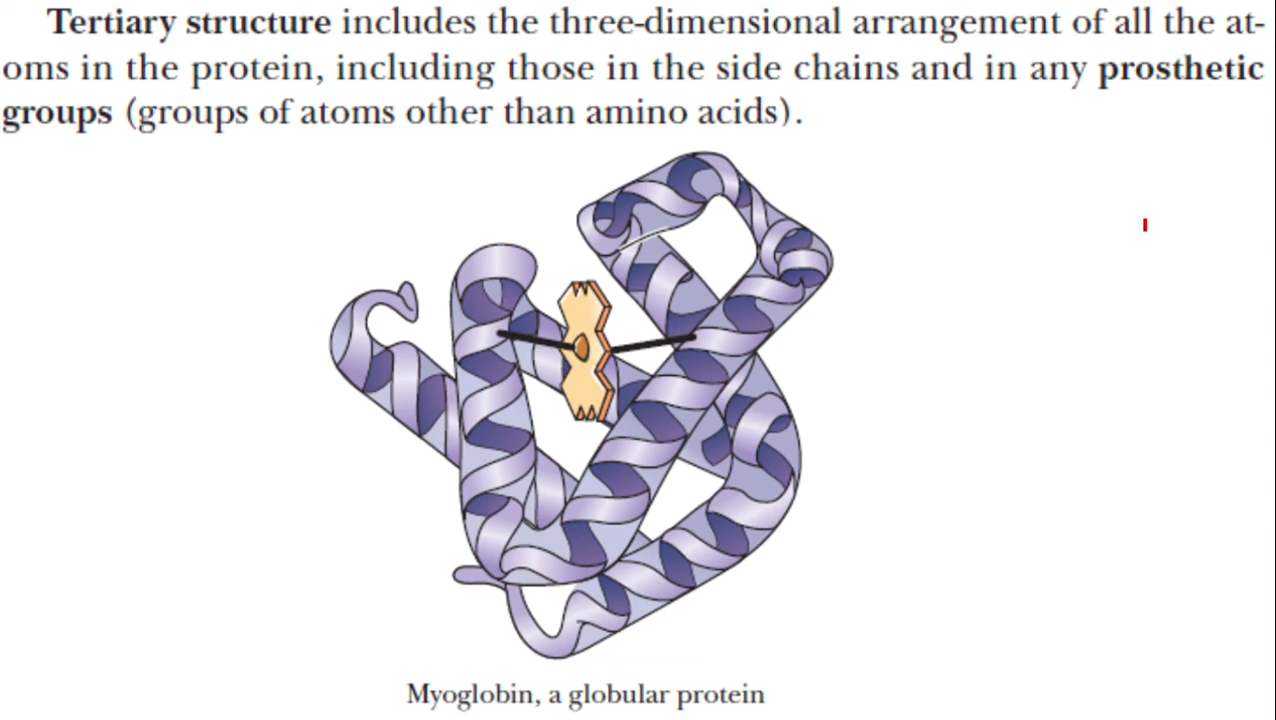 Tertiary structure includes the three-dimensional arrangement of all the at-
oms in the protein, including those in the side chains and in any prosthetic
groups (groups of atoms other than amino acids).
Myoglobin, a globular protein